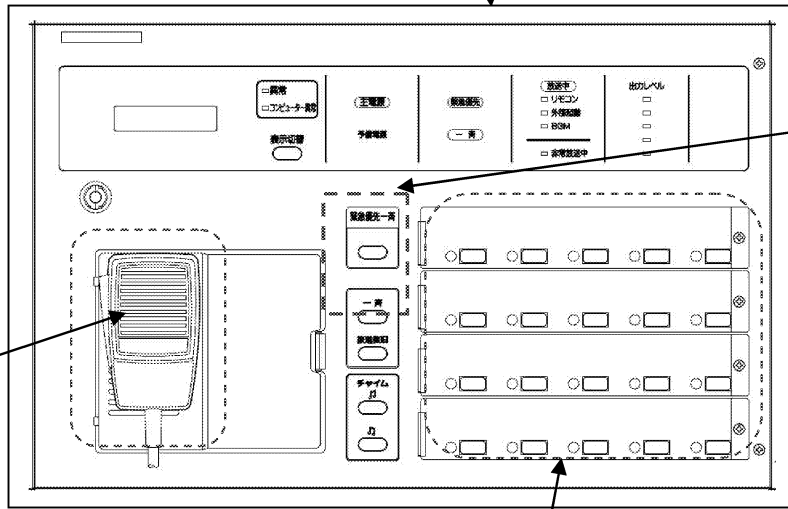 異常
コンピューター異常
表示切替
主電源
予備電源
緊急優先
一斉
放送中
リモコン
外部起動
BGM
非常放送中
出力レベル
緊急優先一斉
一斉
放送復旧
チャイム